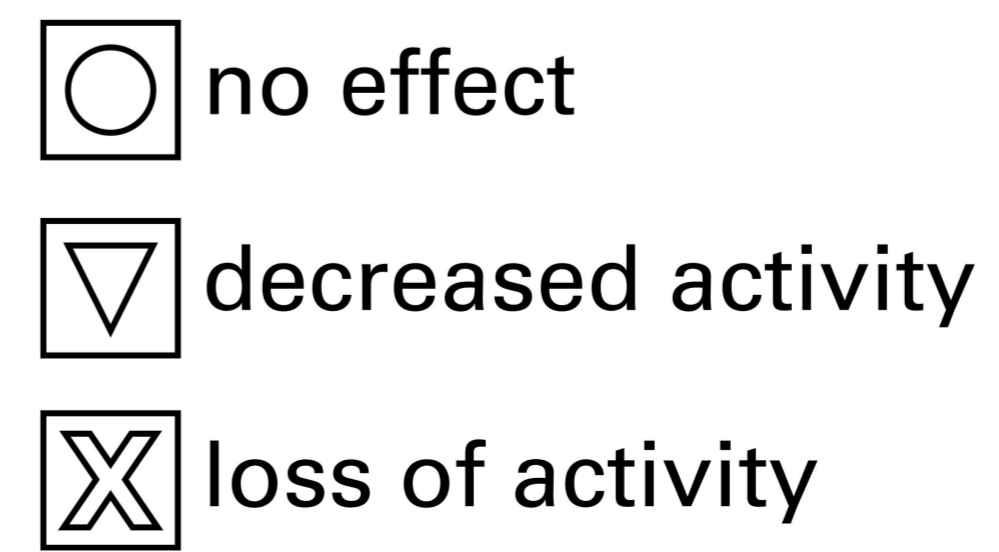 no effect
decreased activity
X loss of activity